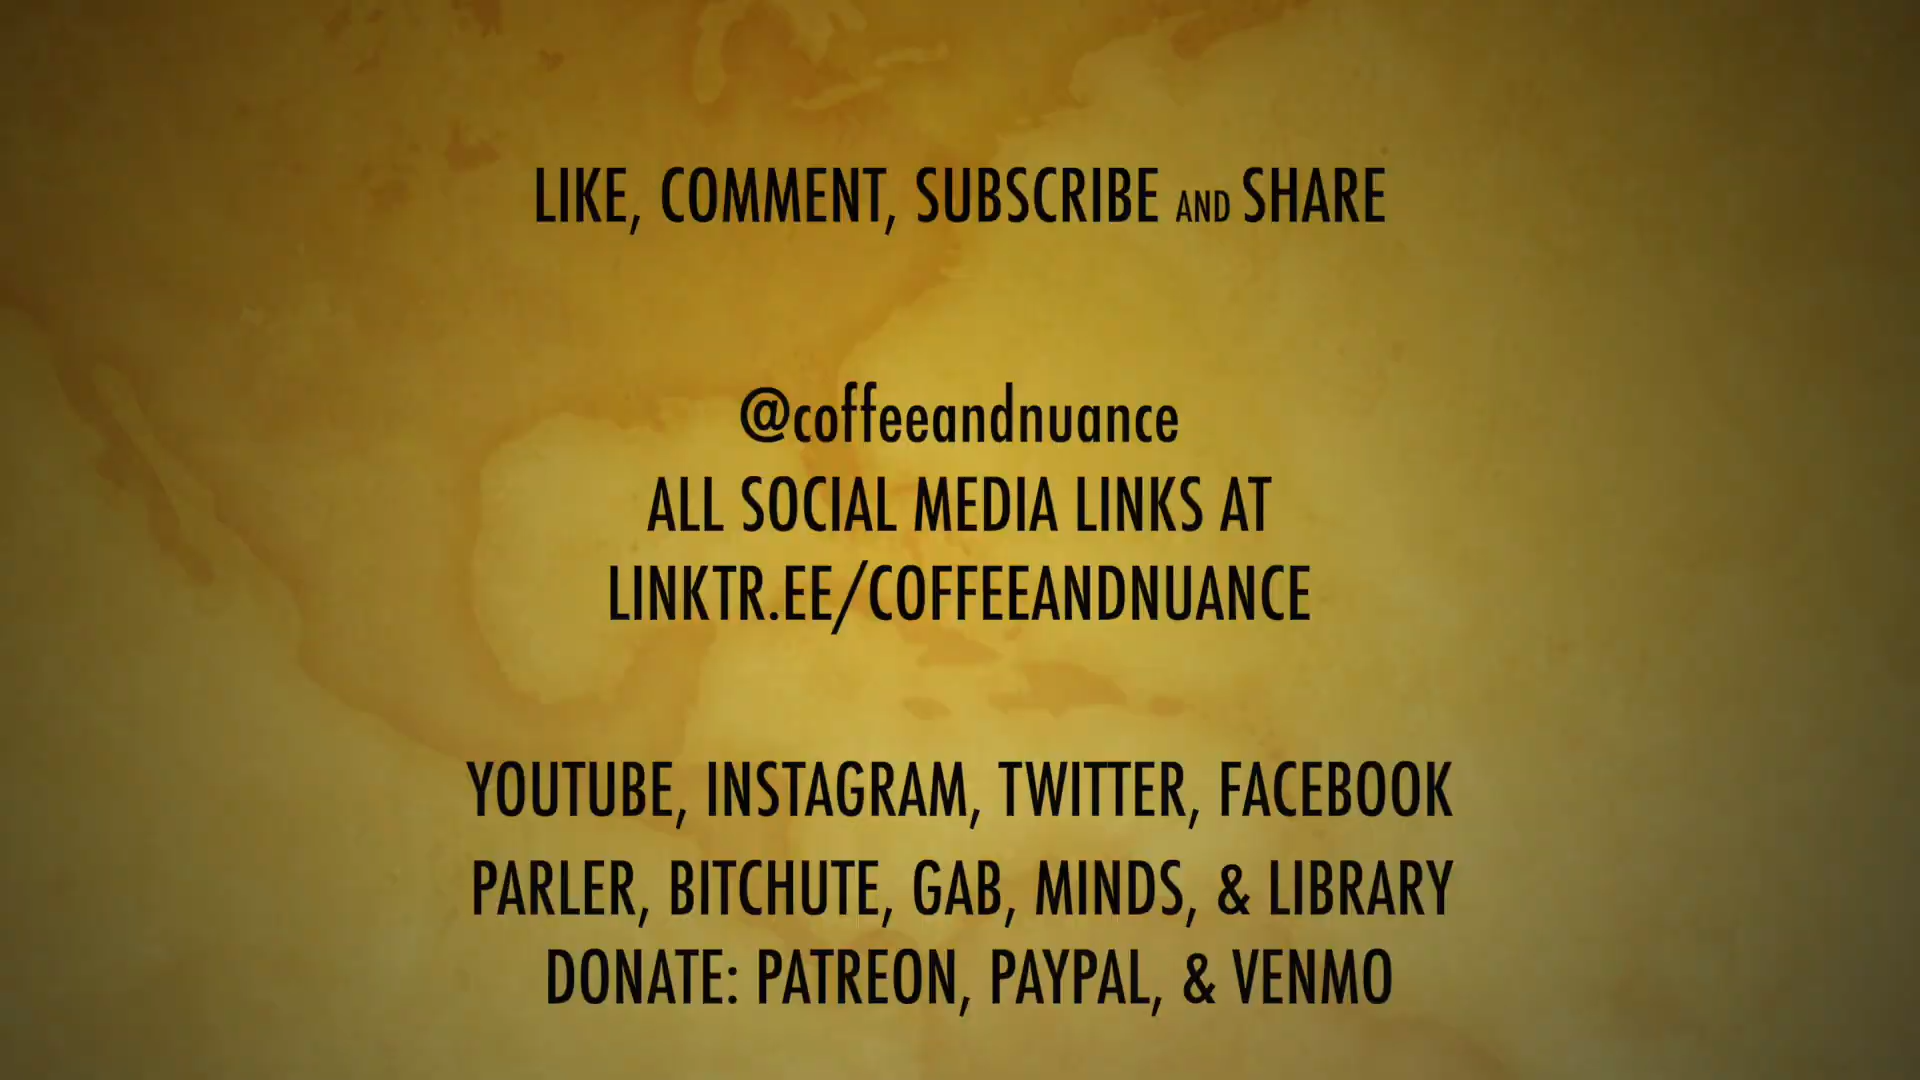 LIKE, COMMENT, SUBSCRIBE AND SHARE
@coffeeandnuance
ALL SOCIAL MEDIA LINKS AT
LINKTR.EE/COFFEEANDNUANCE
YOUTUBE, INSTAGRAM, TWITTER, FACEBOOK
PARLER, BITCHUTE, GAB, MINDS, & LIBRARY
DONATE: PATREON, PAYPAL, & VENMO